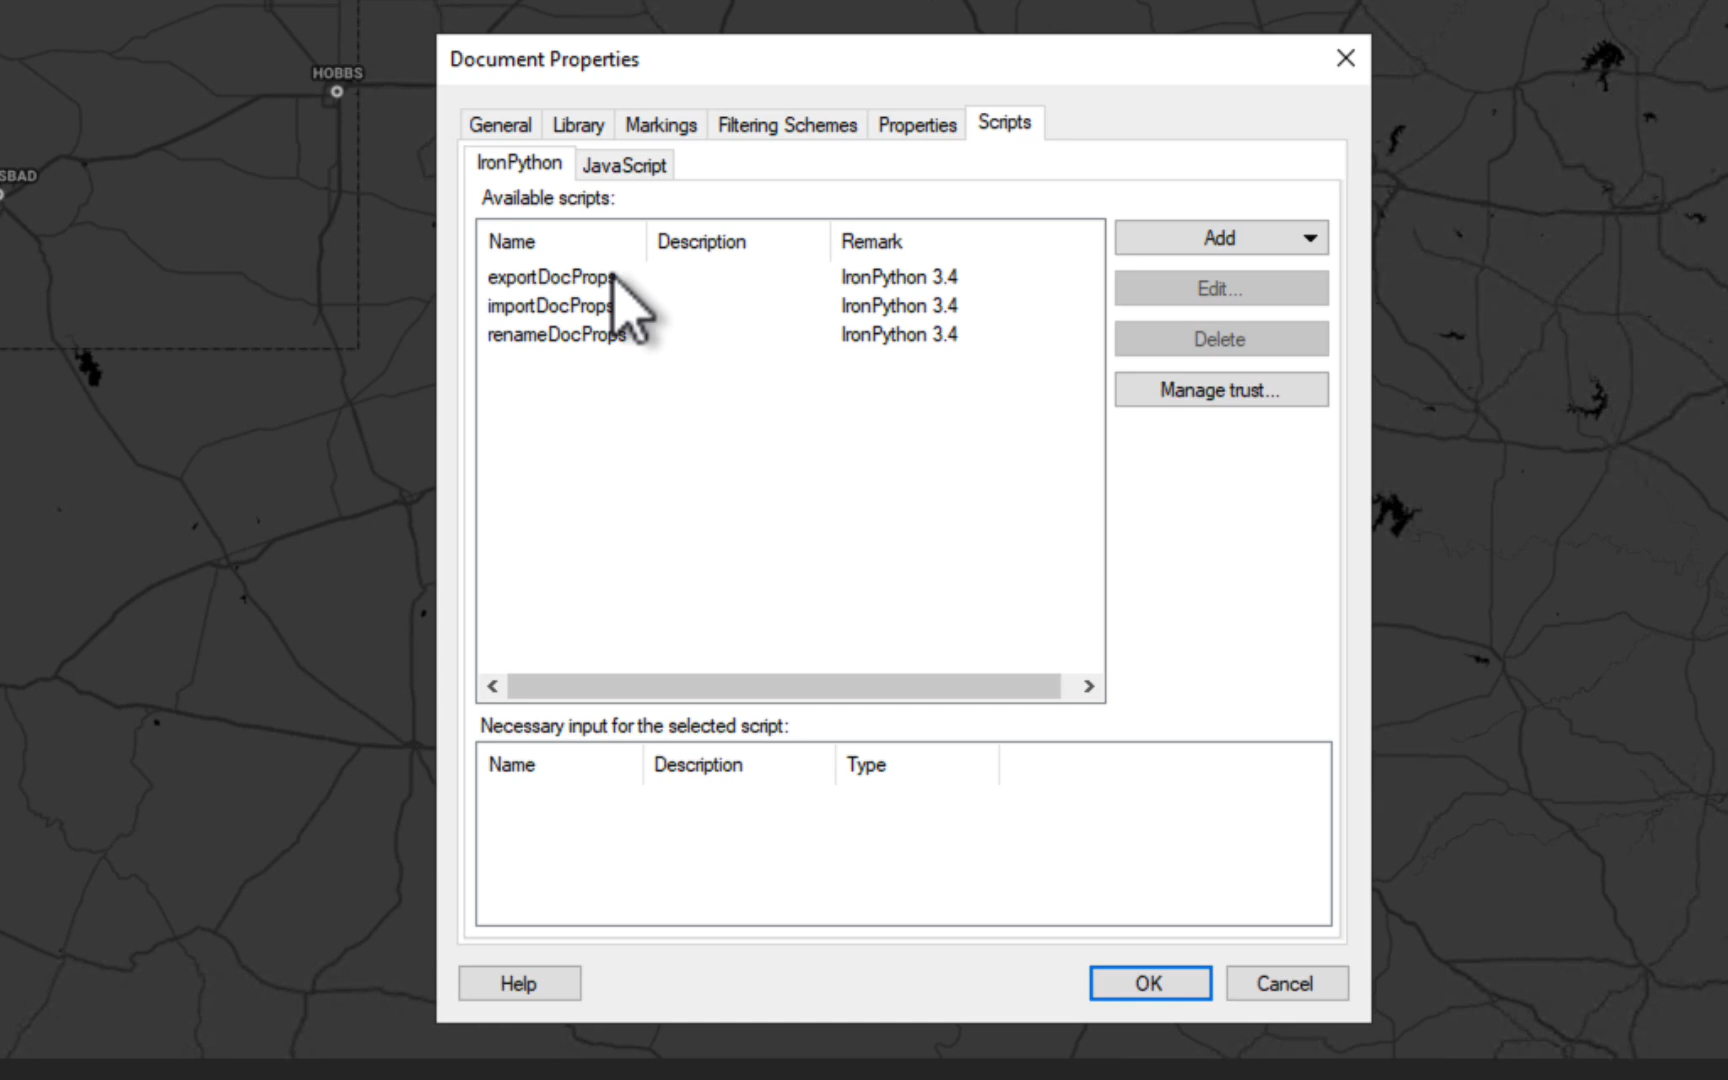 HOBBS
SBAD
Document Properties
General Library Markings Filtering Schemes Properties Scripts
IronPython JavaScript
Available scripts:
Name Description Remark
exportDocProps IronPython 3.4
importDocProps IronPython 3.4
renameDocProps IronPython 3.4
Add
Edit...
Delete
Manage trust...
Necessary input for the selected script:
Name Description Type
Help OK Cancel